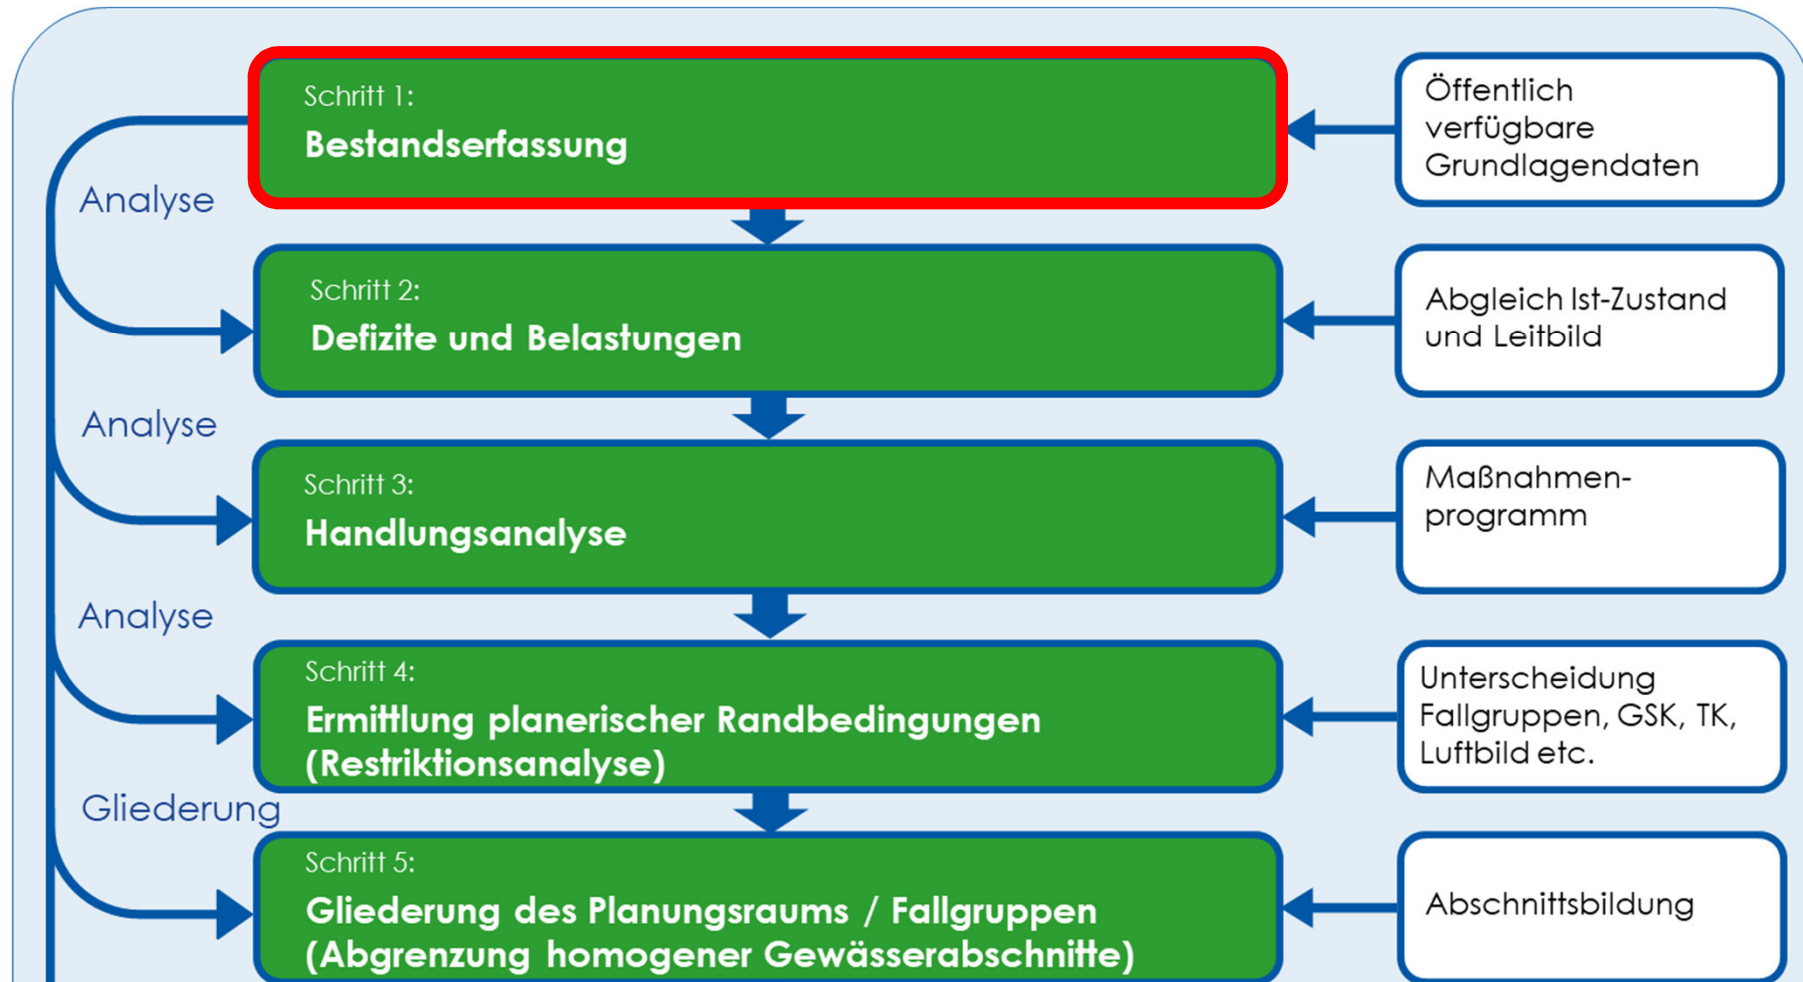 Schritt 1:
Bestandserfassung
Öffentlich
verfügbare
Grundlagendaten
Analyse
Schritt 2:
Defizite und Belastungen
Abgleich Ist-Zustand
und Leitbild
Analyse
Schritt 3:
Handlungsanalyse
Maßnahmen-
programm
Analyse
Schritt 4:
Ermittlung planerischer Randbedingungen
(Restriktionsanalyse)
Unterscheidung
Fallgruppen, GSK, TK,
Luftbild etc.
Gliederung
Schritt 5:
Gliederung des Planungsraums / Fallgruppen
(Abgrenzung homogener Gewässerabschnitte)
Abschnittsbildung